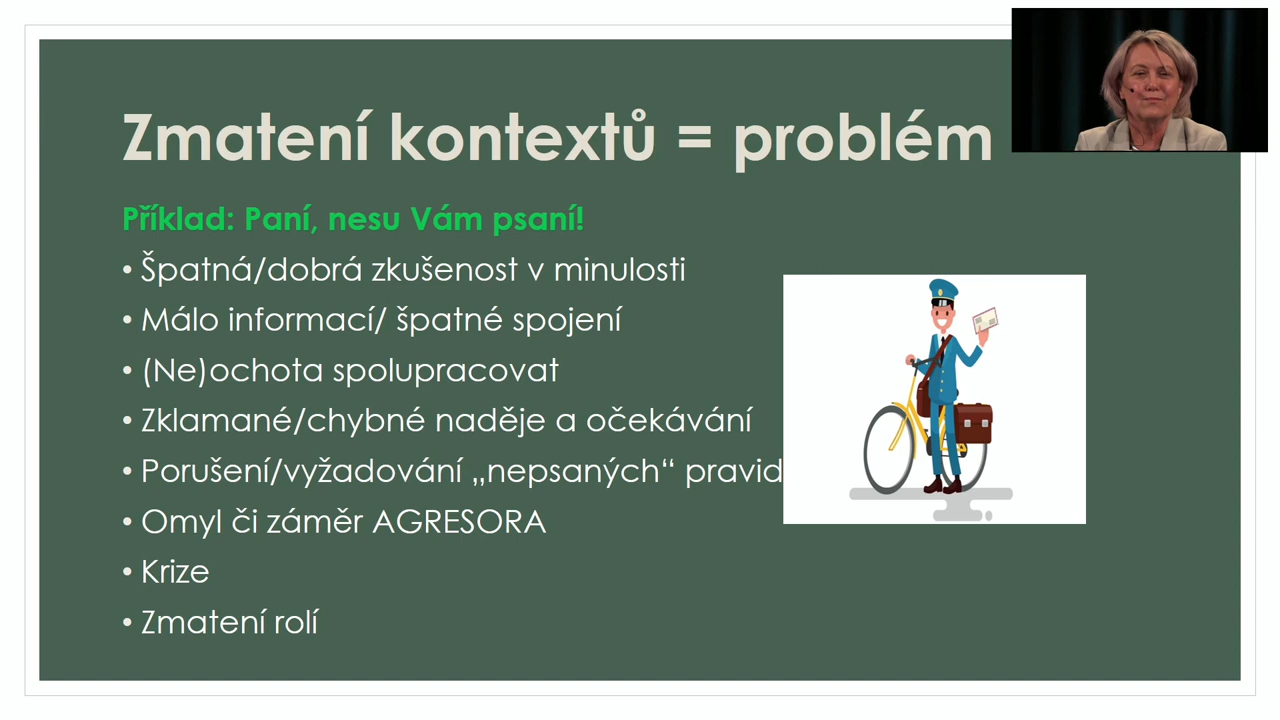 Zmatení kontextů = problém
Příklad: Paní, nesu Vám psaní!
• Špatná/dobrá zkušenost v minulosti
• Málo informací/ špatné spojení
• (Ne)ochota spolupracovat
• Zklamané/chybné naděje a očekávání
• Porušení/vyžadování „nepsaných“ pravid
• Omyl či záměr AGRESORA
• Krize
• Zmatení rolí